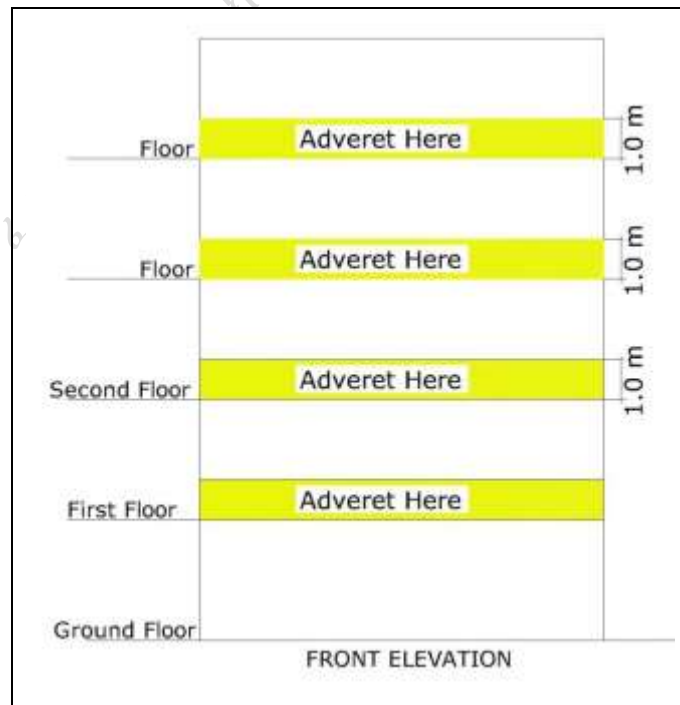 Adveret Here
Floor
1.0 m
Adveret Here
Floor
1.0 m
Adveret Here
Second Floor
1.0 m
Adveret Here
First Floor
Ground Floor
FRONT ELEVATION